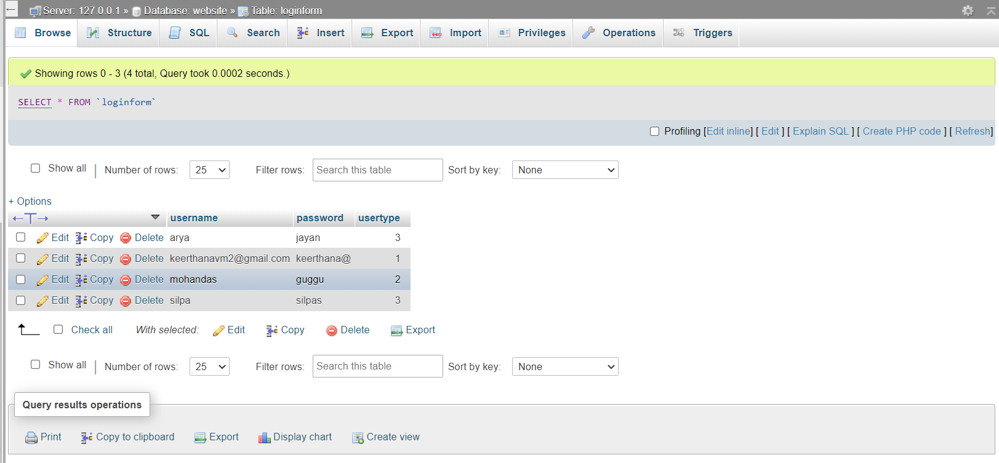 Server: 127.0.0.1 » Database: website » Table: loginform
Browse Structure SQL Search Insert Export Import Privileges Operations Triggers
Showing rows 0 - 3 (4 total, Query took 0.0002 seconds.)
SELECT * FROM `loginform`
Profiling [Edit inline] [ Edit ] [ Explain SQL ] [ Create PHP code ] [ Refresh]
Show all | Number of rows: 25 Filter rows: Search this table Sort by key: None
+ Options
←T→ username password usertype
Edit Copy Delete arya jayan 3
Edit Copy Delete keerthanavm2@gmail.com keerthana@ 1
Edit Copy Delete mohandas guggu 2
Edit Copy Delete silpa silpas 3
Check all With selected: Edit Copy Delete Export
Show all | Number of rows: 25 Filter rows: Search this table Sort by key: None
Query results operations
Print Copy to clipboard Export Display chart Create view